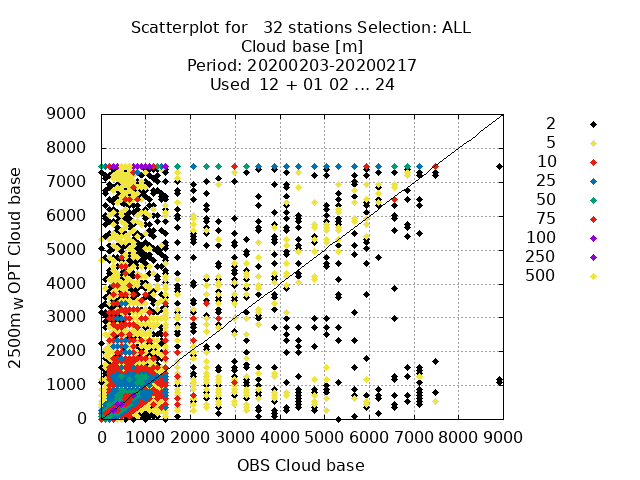 Scatterplot for 32 stations Selection: ALL
Cloud base [m]
Period: 20200203-20200217
Used 12 + 01 02 ... 24
2500m W OPT Cloud base
9000
8000
7000
6000
5000
4000
3000
2000
1000
0
0 1000 2000 3000 4000 5000 6000 7000 8000 9000
OBS Cloud base
2
5
10
25
50
75
100
250
500